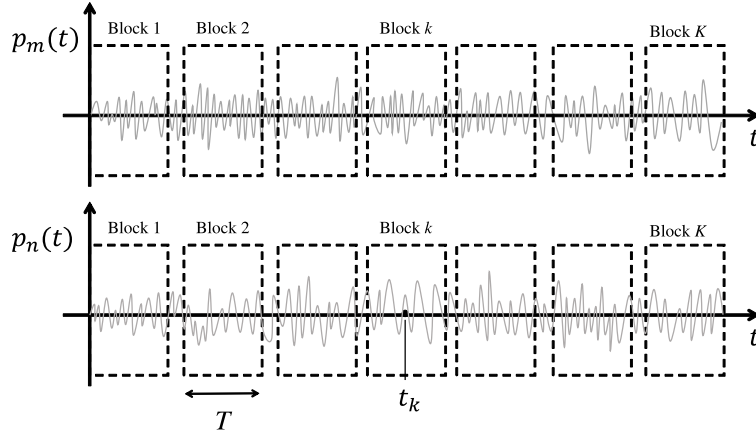 Block 1 Block 2 Block k Block K
p_m(t)
t
Block 1 Block 2 Block k Block K
p_n(t)
t
T t_k